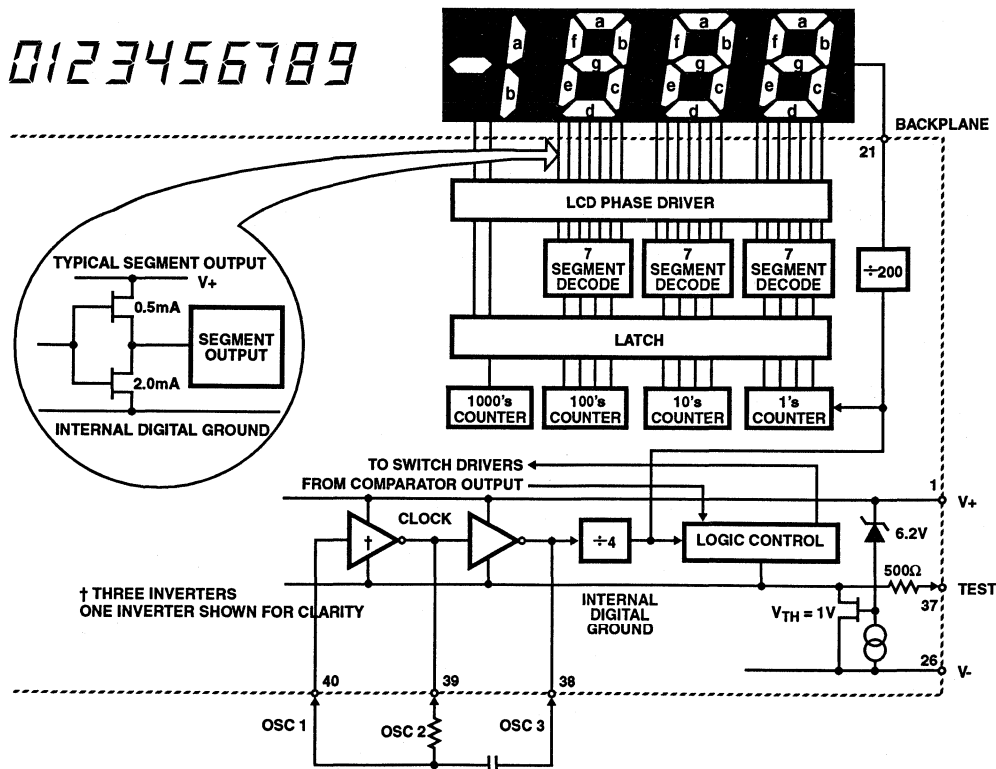 0123456789
a
b
a
f
b
g
e
c
d
a
f
b
g
e
c
d
a
f
b
g
e
c
d
BACKPLANE
21
LCD PHASE DRIVER
TYPICAL SEGMENT OUTPUT
V+
0.5mA
SEGMENT
OUTPUT
2.0mA
INTERNAL DIGITAL GROUND
7
SEGMENT
DECODE
7
SEGMENT
DECODE
7
SEGMENT
DECODE
÷200
LATCH
1000's
COUNTER
100's
COUNTER
10's
COUNTER
1's
COUNTER
TO SWITCH DRIVERS
FROM COMPARATOR OUTPUT
1
V+
CLOCK
†
÷4
LOGIC CONTROL
6.2V
500Ω
TEST
37
† THREE INVERTERS
ONE INVERTER SHOWN FOR CLARITY
INTERNAL
DIGITAL
GROUND
VTH = 1V
26
V-
40
39
38
OSC 1
OSC 2
OSC 3